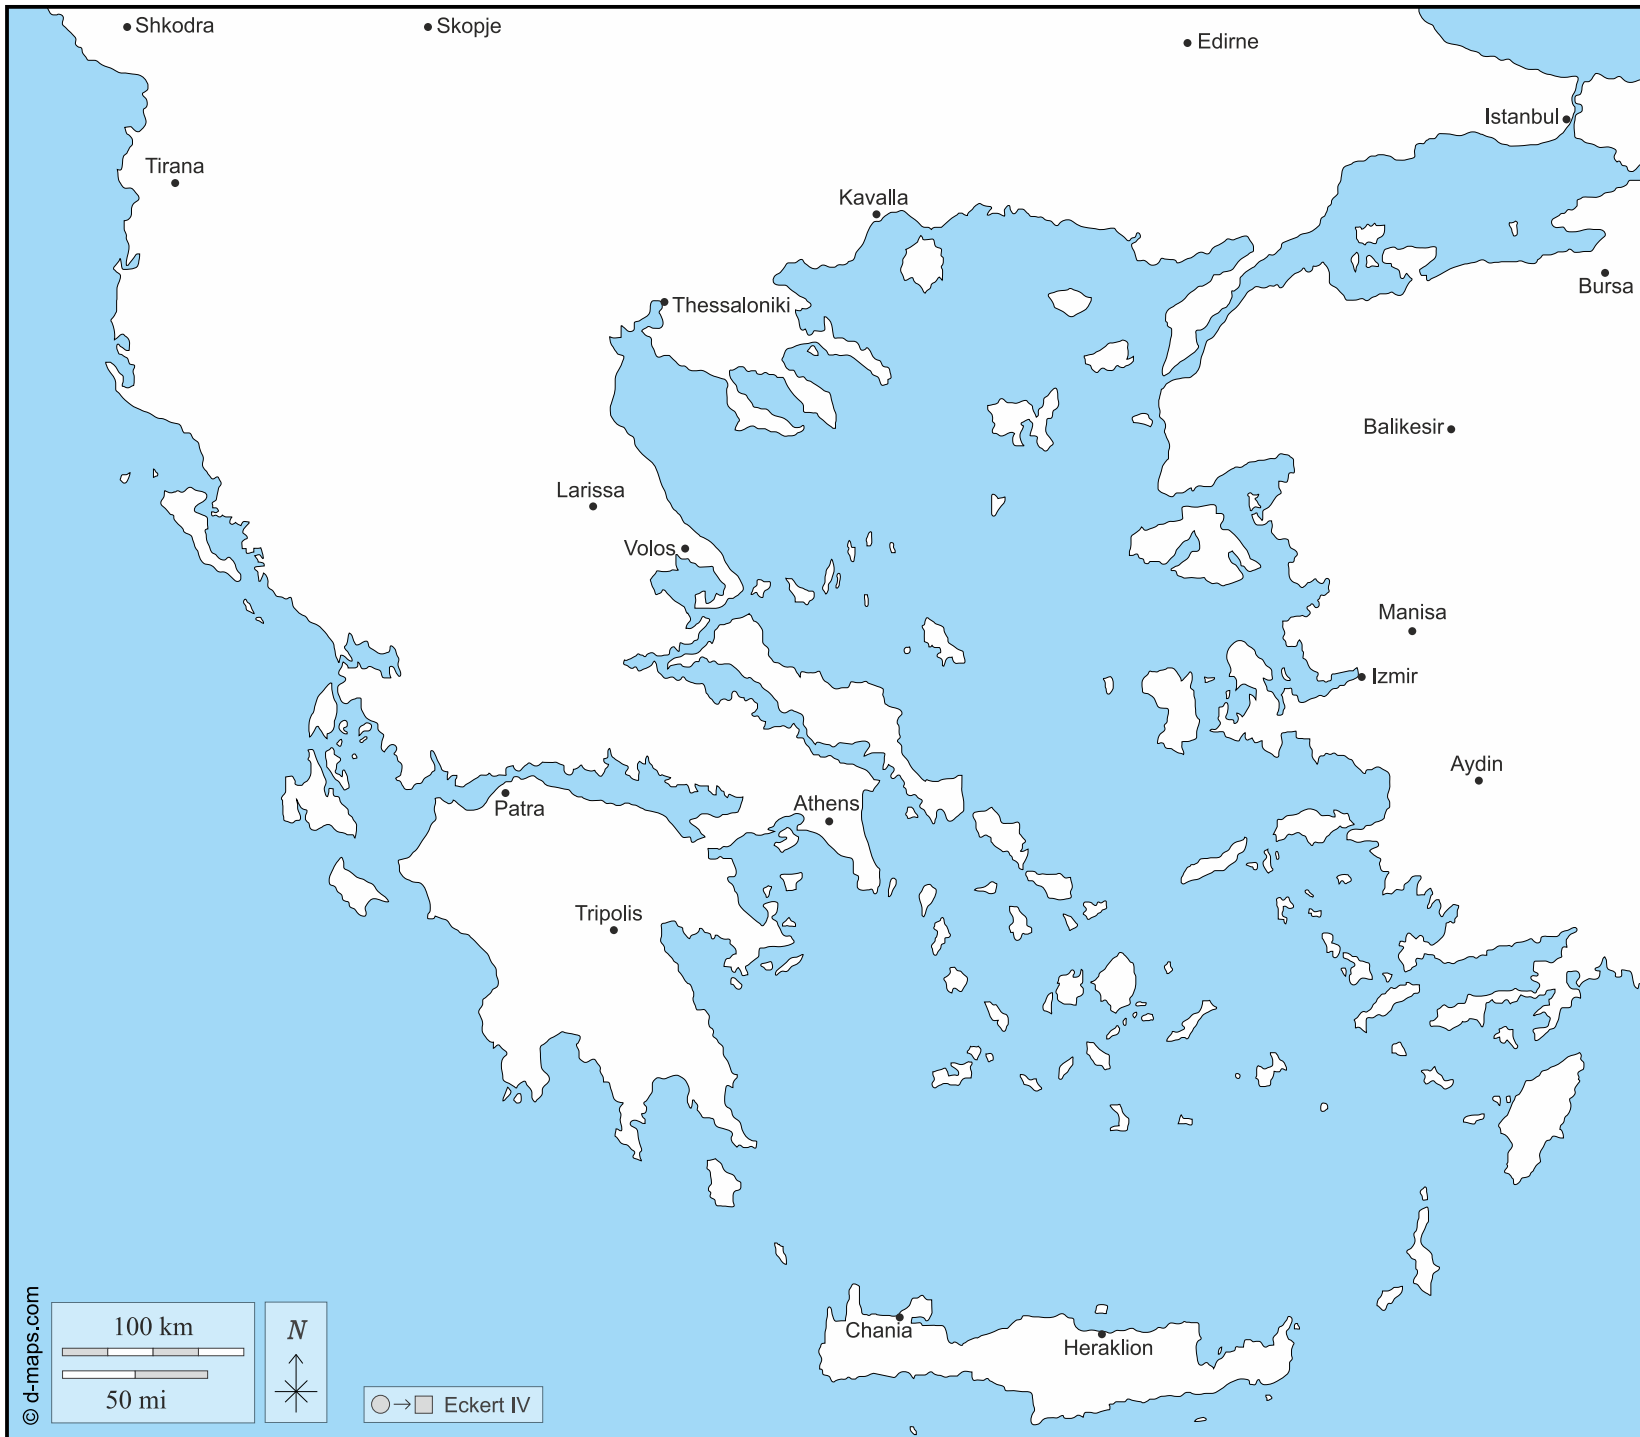 Shkodra
Skopje
Edirne
Istanbul
Tirana
Kavalla
Bursa
Thessaloniki
Balikesir
Larissa
Volos
Manisa
Izmir
Aydin
Patra
Athens
Tripolis
Chania
Heraklion
© d-maps.com
100 km
50 mi
N
Eckert IV